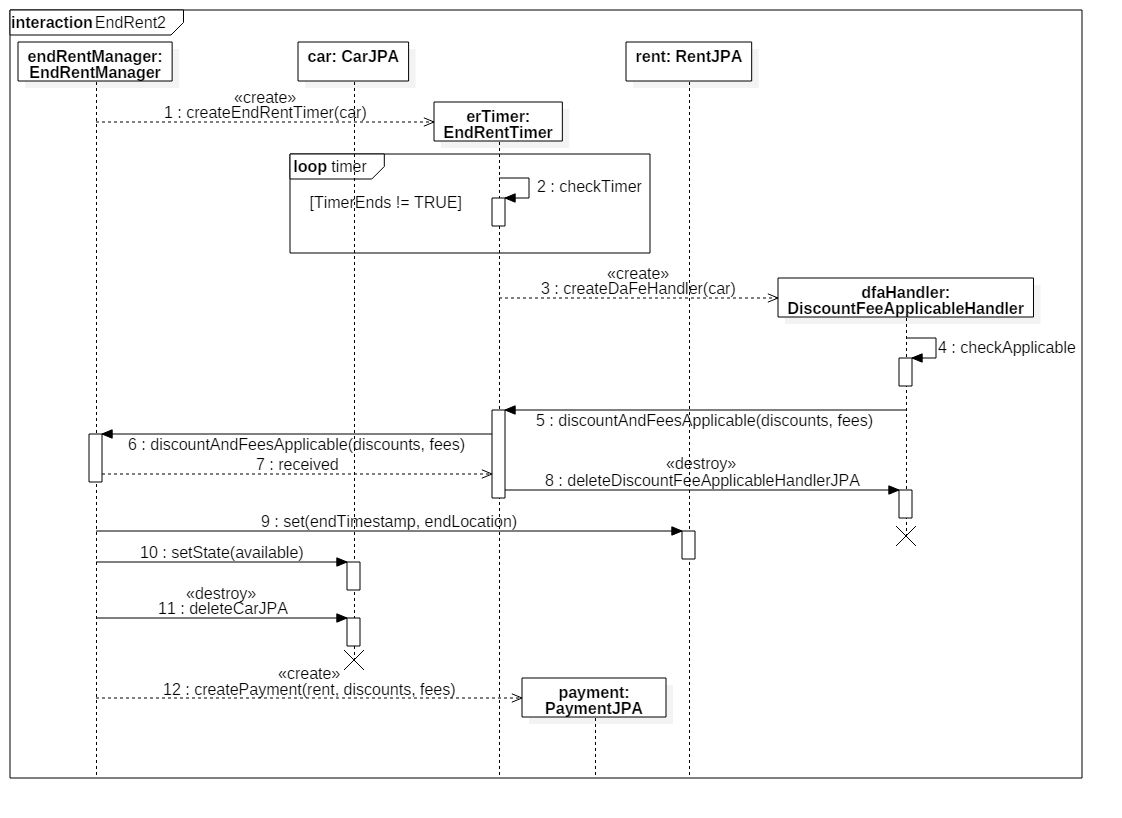 interaction EndRent2
endRentManager:
EndRentManager
car: CarJPA
rent: RentJPA
«create»
1 : createEndRentTimer(car)
erTimer:
EndRentTimer
loop timer
2 : checkTimer
[TimerEnds != TRUE]
«create»
3 : createDaFeHandler(car)
dfaHandler:
DiscountFeeApplicableHandler
4 : checkApplicable
5 : discountAndFeesApplicable(discounts, fees)
6 : discountAndFeesApplicable(discounts, fees)
7 : received
«destroy»
8 : deleteDiscountFeeApplicableHandlerJPA
9 : set(endTimestamp, endLocation)
10 : setState(available)
«destroy»
11 : deleteCarJPA
«create»
12 : createPayment(rent, discounts, fees)
payment:
PaymentJPA